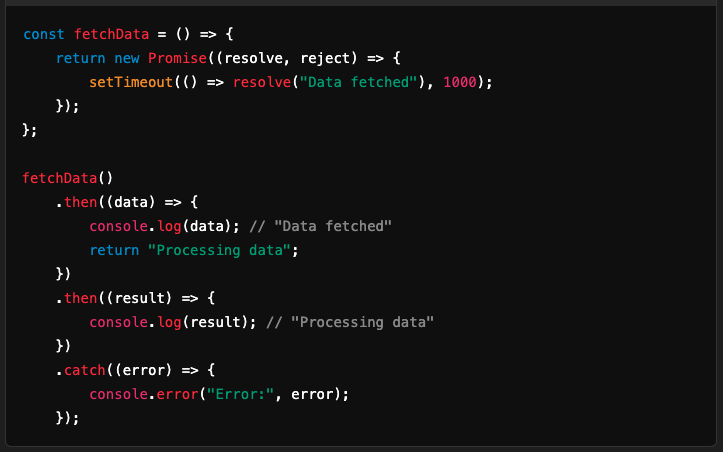 const fetchData = () => {
    return new Promise((resolve, reject) => {
        setTimeout(() => resolve("Data fetched"), 1000);
    });
};

fetchData()
    .then((data) => {
        console.log(data); // "Data fetched"
        return "Processing data";
    })
    .then((result) => {
        console.log(result); // "Processing data"
    })
    .catch((error) => {
        console.error("Error:", error);
    });